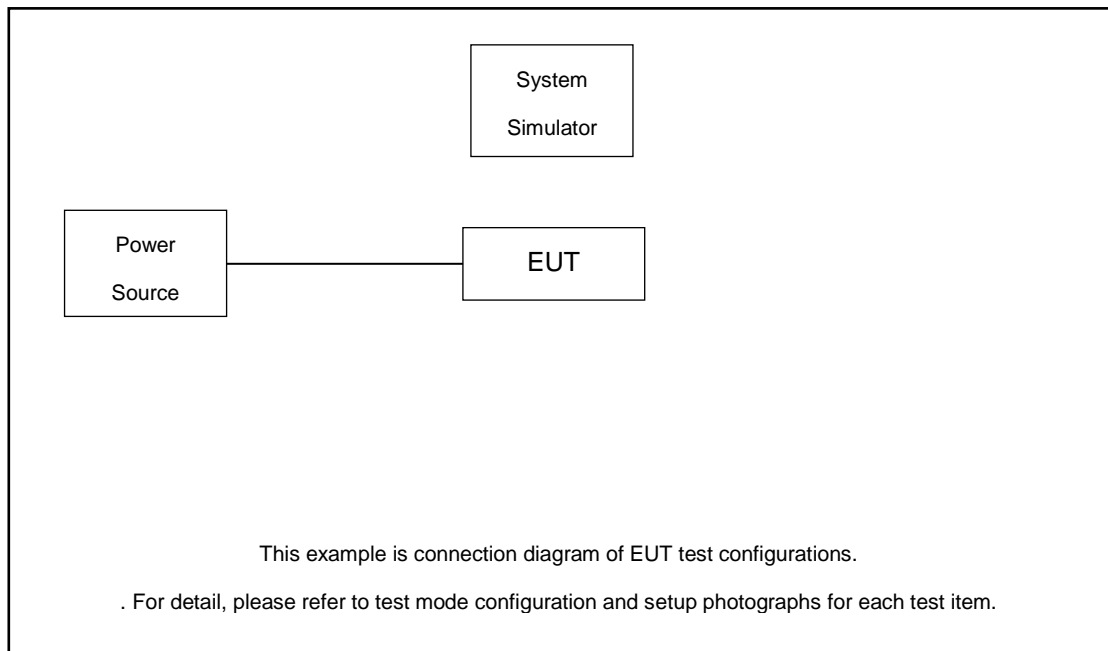 System
Simulator
Power
Source
EUT
This example is connection diagram of EUT test configurations.
. For detail, please refer to test mode configuration and setup photographs for each test item.